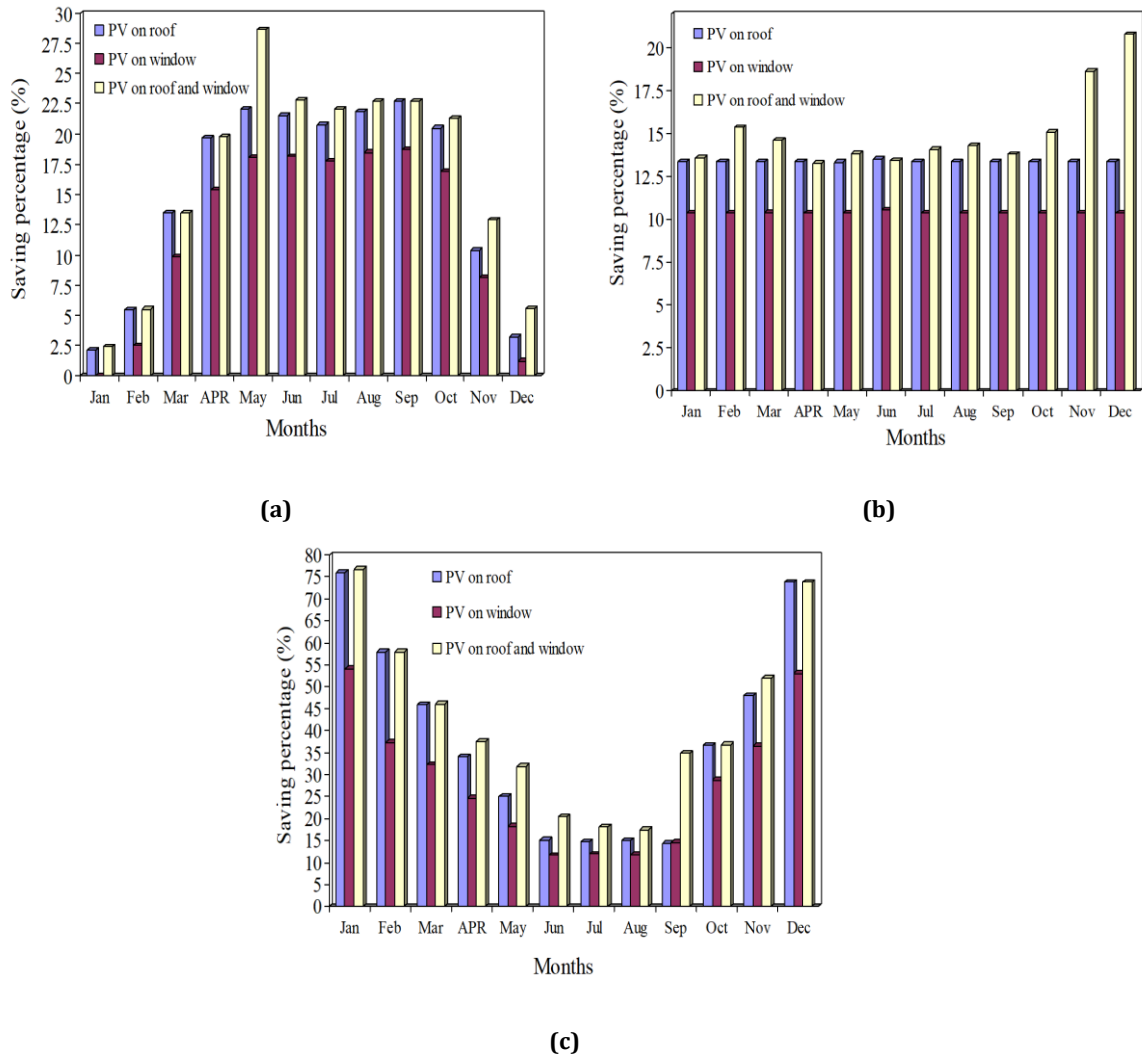 30
27.5
25
22.5
20
17.5
15
12.5
10
7.5
5
2.5
0
Saving percentage (%)
PV on roof
PV on window
PV on roof and window
Jan Feb Mar APR May Jun Jul Aug Sep Oct Nov Dec
Months
(a)
20
17.5
15
12.5
10
7.5
5
2.5
0
Saving percentage (%)
PV on roof
PV on window
PV on roof and window
Jan Feb Mar APR May Jun Jul Aug Sep Oct Nov Dec
Months
(b)
80
75
70
65
60
55
50
45
40
35
30
25
20
15
10
5
0
Saving percentage (%)
PV on roof
PV on window
PV on roof and window
Jan Feb Mar APR May Jun Jul Aug Sep Oct Nov Dec
Months
(c)